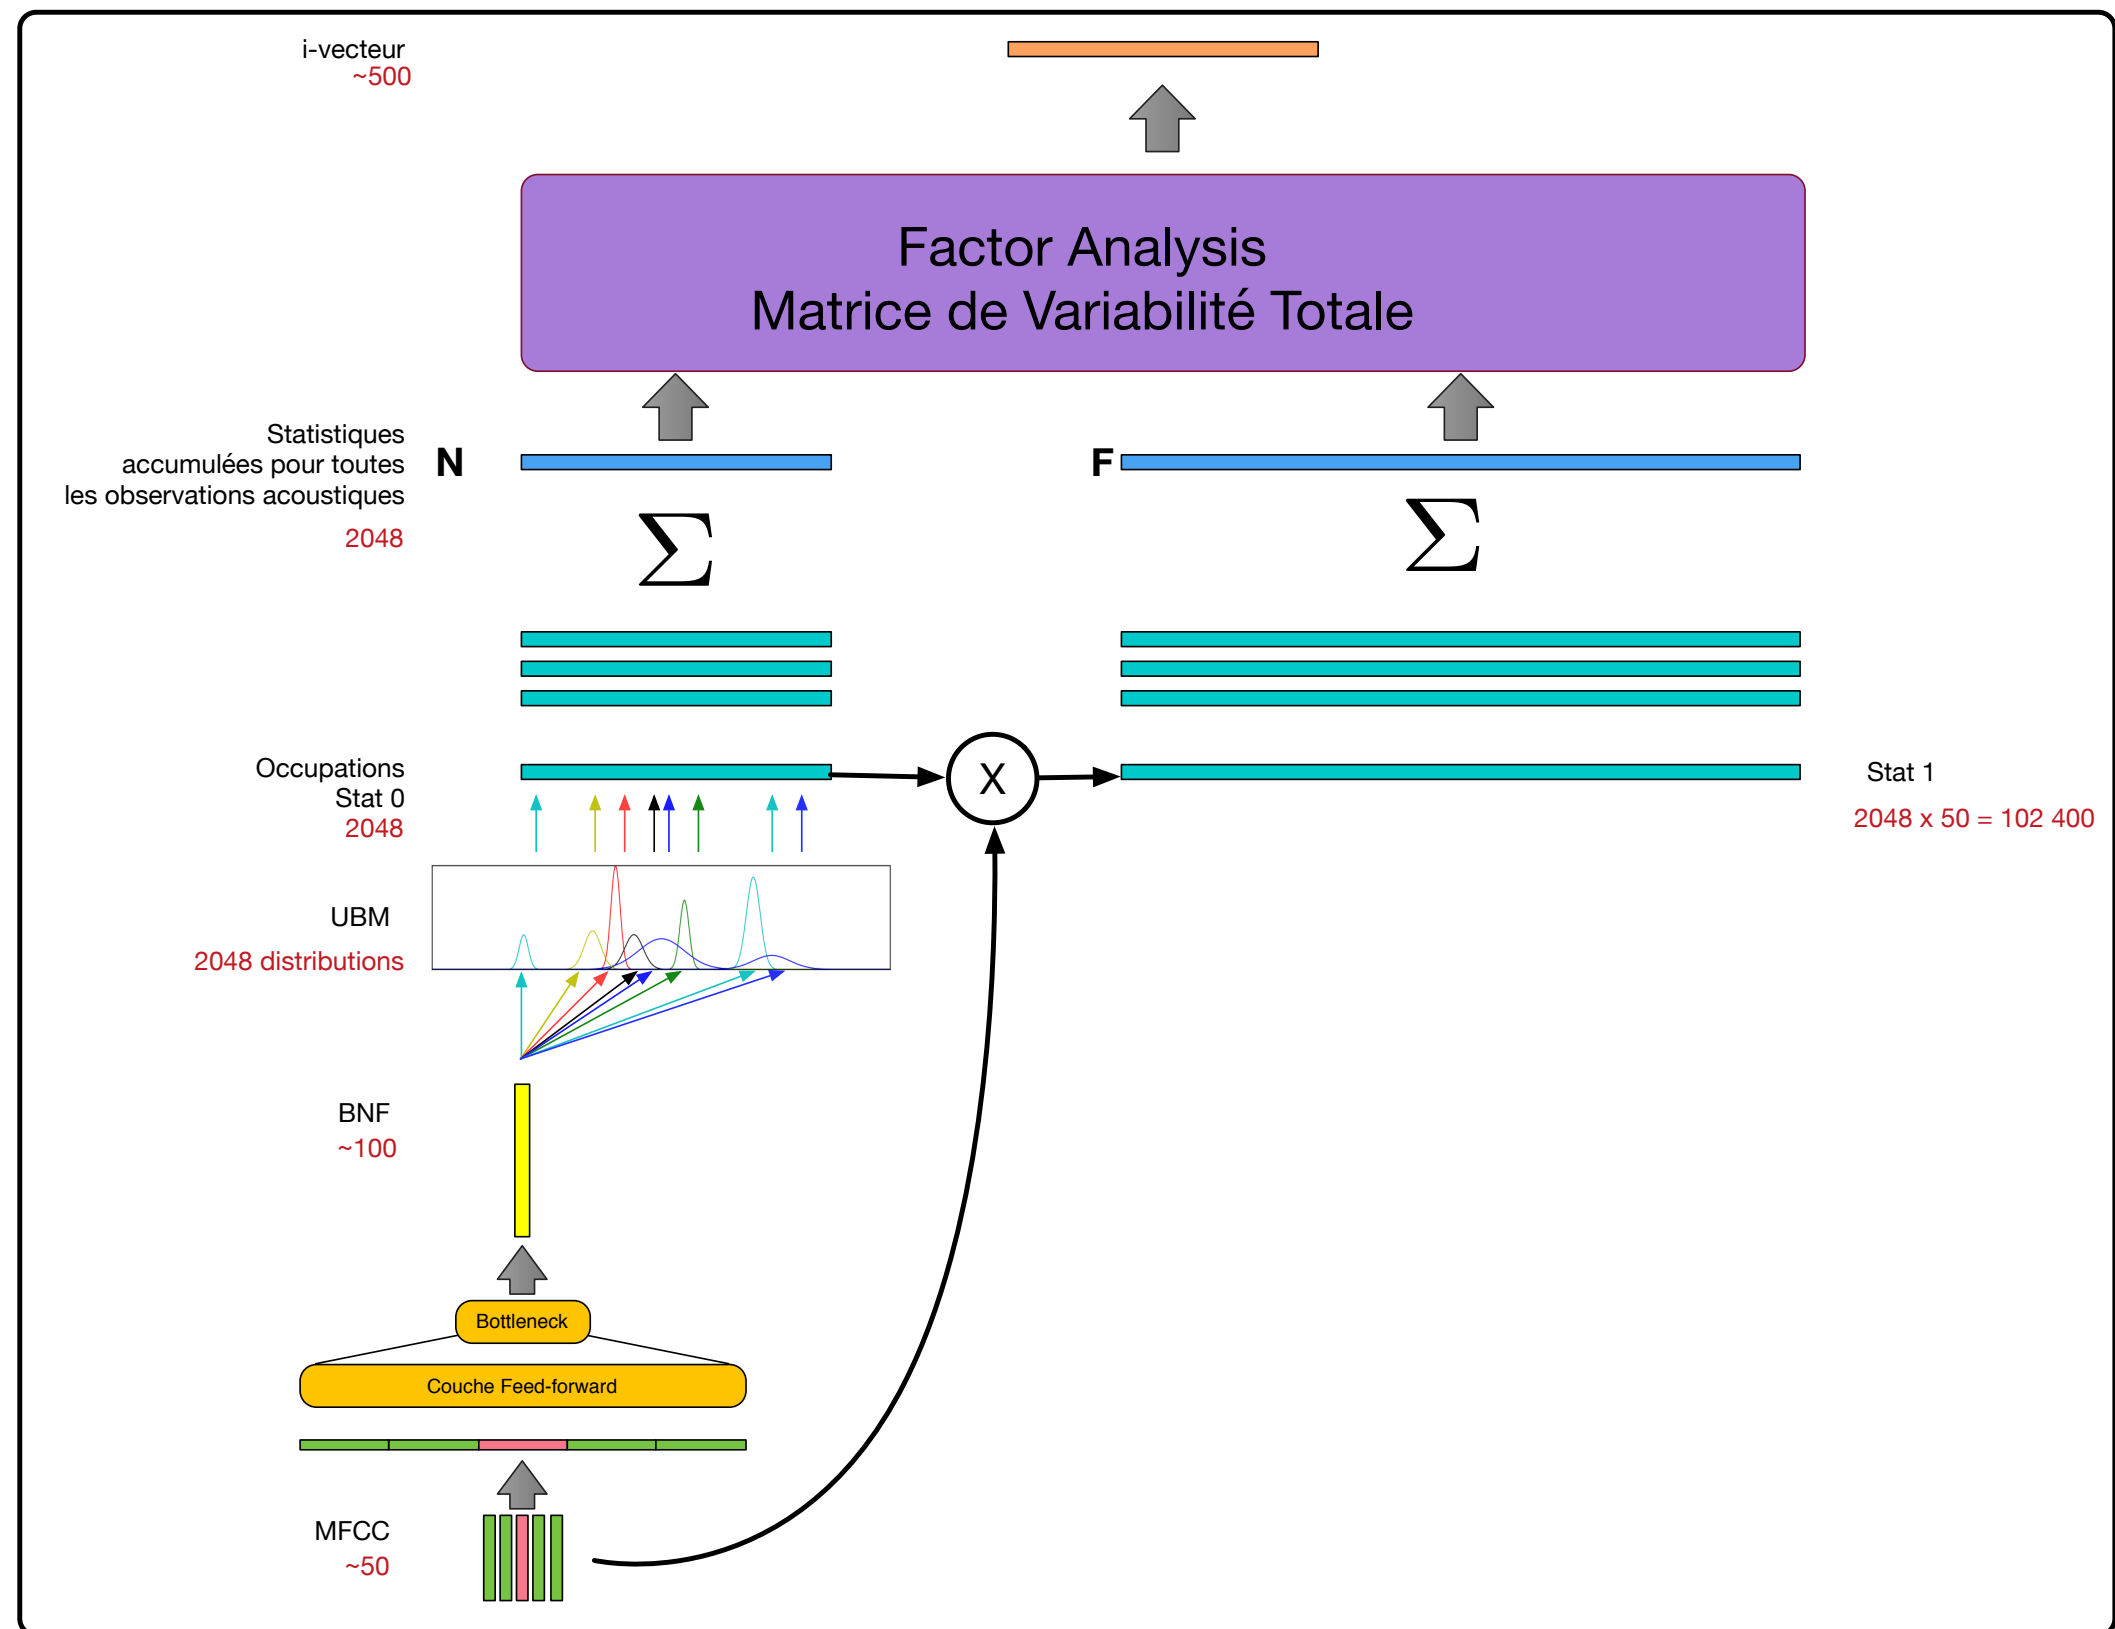 i-vecteur
~500
Factor Analysis
Matrice de Variabilité Totale
Statistiques
accumulées pour toutes
les observations acoustiques
2048
N
F
∑
∑
Occupations
Stat 0
2048
X
Stat 1
2048 x 50 = 102 400
UBM
2048 distributions
BNF
~100
Bottleneck
Couche Feed-forward
MFCC
~50